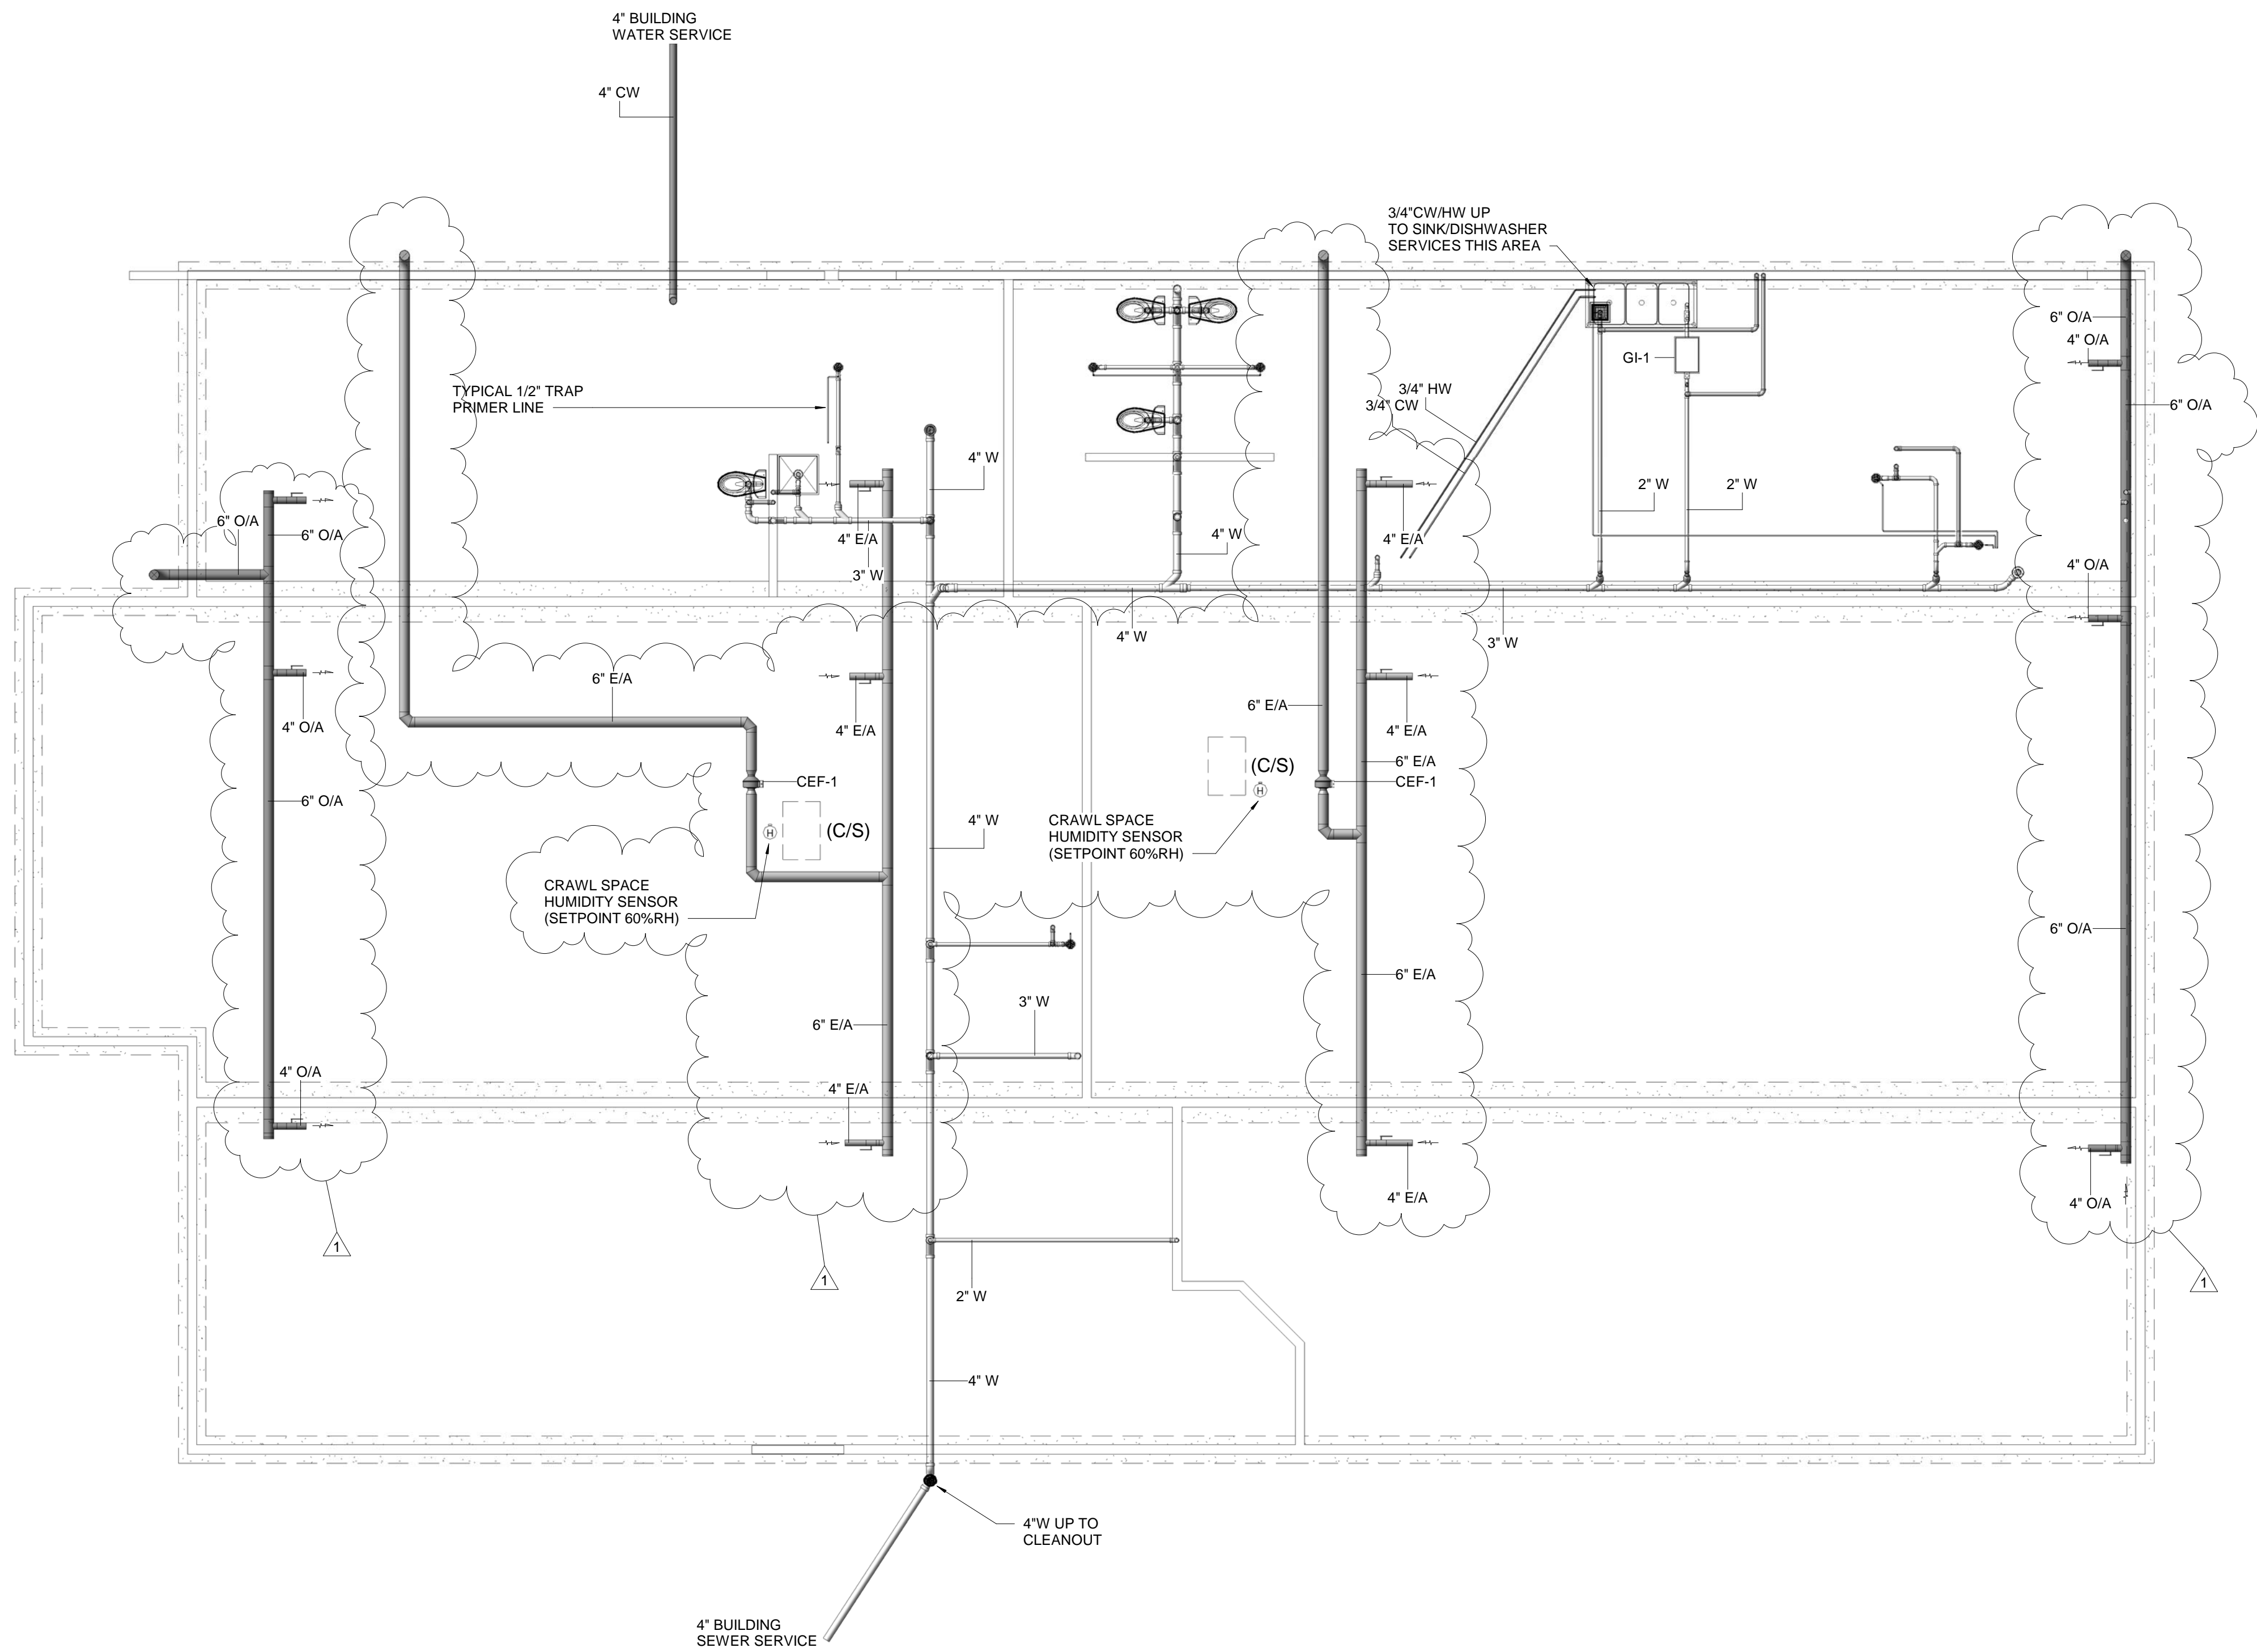 4" BUILDING
WATER SERVICE
4" CW
3/4"CW/HW UP
TO SINK/DISHWASHER
SERVICES THIS AREA
6" O/A
4" O/A
GI-1
TYPICAL 1/2" TRAP
PRIMER LINE
3/4" HW
3/4" CW
6" O/A
4" W
2" W
2" W
6" O/A
6" O/A
4" E/A
4" W
4" E/A
3" W
4" O/A
4" W
3" W
6" E/A
6" E/A
4" O/A
4" E/A
4" E/A
(C/S)
6" E/A
CEF-1
CEF-1
H
6" O/A
CRAWL SPACE
HUMIDITY SENSOR
(SETPOINT 60%RH)
4" W
H
(C/S)
CRAWL SPACE
HUMIDITY SENSOR
(SETPOINT 60%RH)
6" O/A
6" E/A
3" W
6" E/A
4" O/A
4" E/A
4" E/A
4" O/A
1
1
1
2" W
4" W
4"W UP TO
CLEANOUT
4" BUILDING
SEWER SERVICE